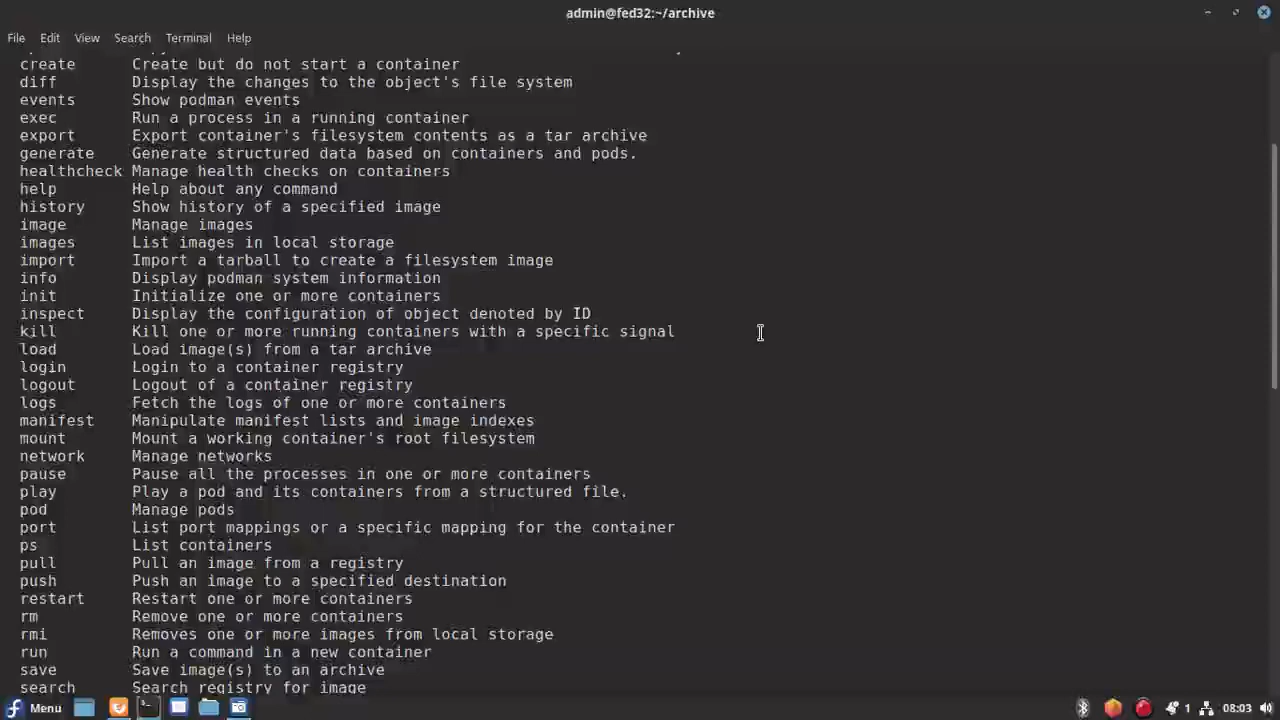 admin@fed32:~/archive
File Edit View Search Terminal Help
create Create but do not start a container
diff Display the changes to the object's file system
events Show podman events
exec Run a process in a running container
export Export container's filesystem contents as a tar archive
generate Generate structured data based on containers and pods.
healthcheck Manage health checks on containers
help Help about any command
history Show history of a specified image
image Manage images
images List images in local storage
import Import a tarball to create a filesystem image
info Display podman system information
init Initialize one or more containers
inspect Display the configuration of object denoted by ID
kill Kill one or more running containers with a specific signal
load Load image(s) from a tar archive
login Login to a container registry
logout Logout of a container registry
logs Fetch the logs of one or more containers
manifest Manipulate manifest lists and image indexes
mount Mount a working container's root filesystem
network Manage networks
pause Pause all the processes in one or more containers
play Play a pod and its containers from a structured file.
pod Manage pods
port List port mappings or a specific mapping for the container
ps List containers
pull Pull an image from a registry
push Push an image to a specified destination
restart Restart one or more containers
rm Remove one or more containers
rmi Removes one or more images from local storage
run Run a command in a new container
save Save image(s) to an archive
search Search registry for image
Menu 1 08:03